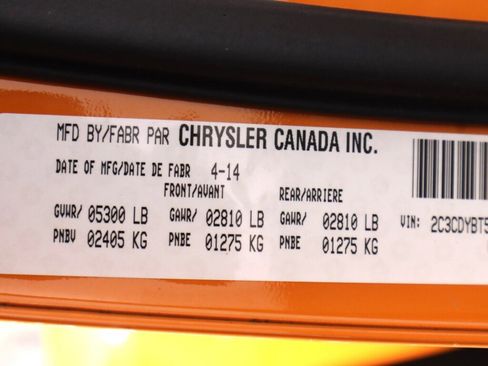 MFD BY/FABR PAR CHRYSLER CANADA INC.
DATE OF MFG/DATE DE FABR 4-14
FRONT/AVANT REAR/ARRIERE
GVWR/ 05300 LB GAWR/ 02810 LB GAWR/ 02810 LB VIN: 2C3CDYBT5
PNBV 02405 KG PNBE 01275 KG PNBE 01275 KG